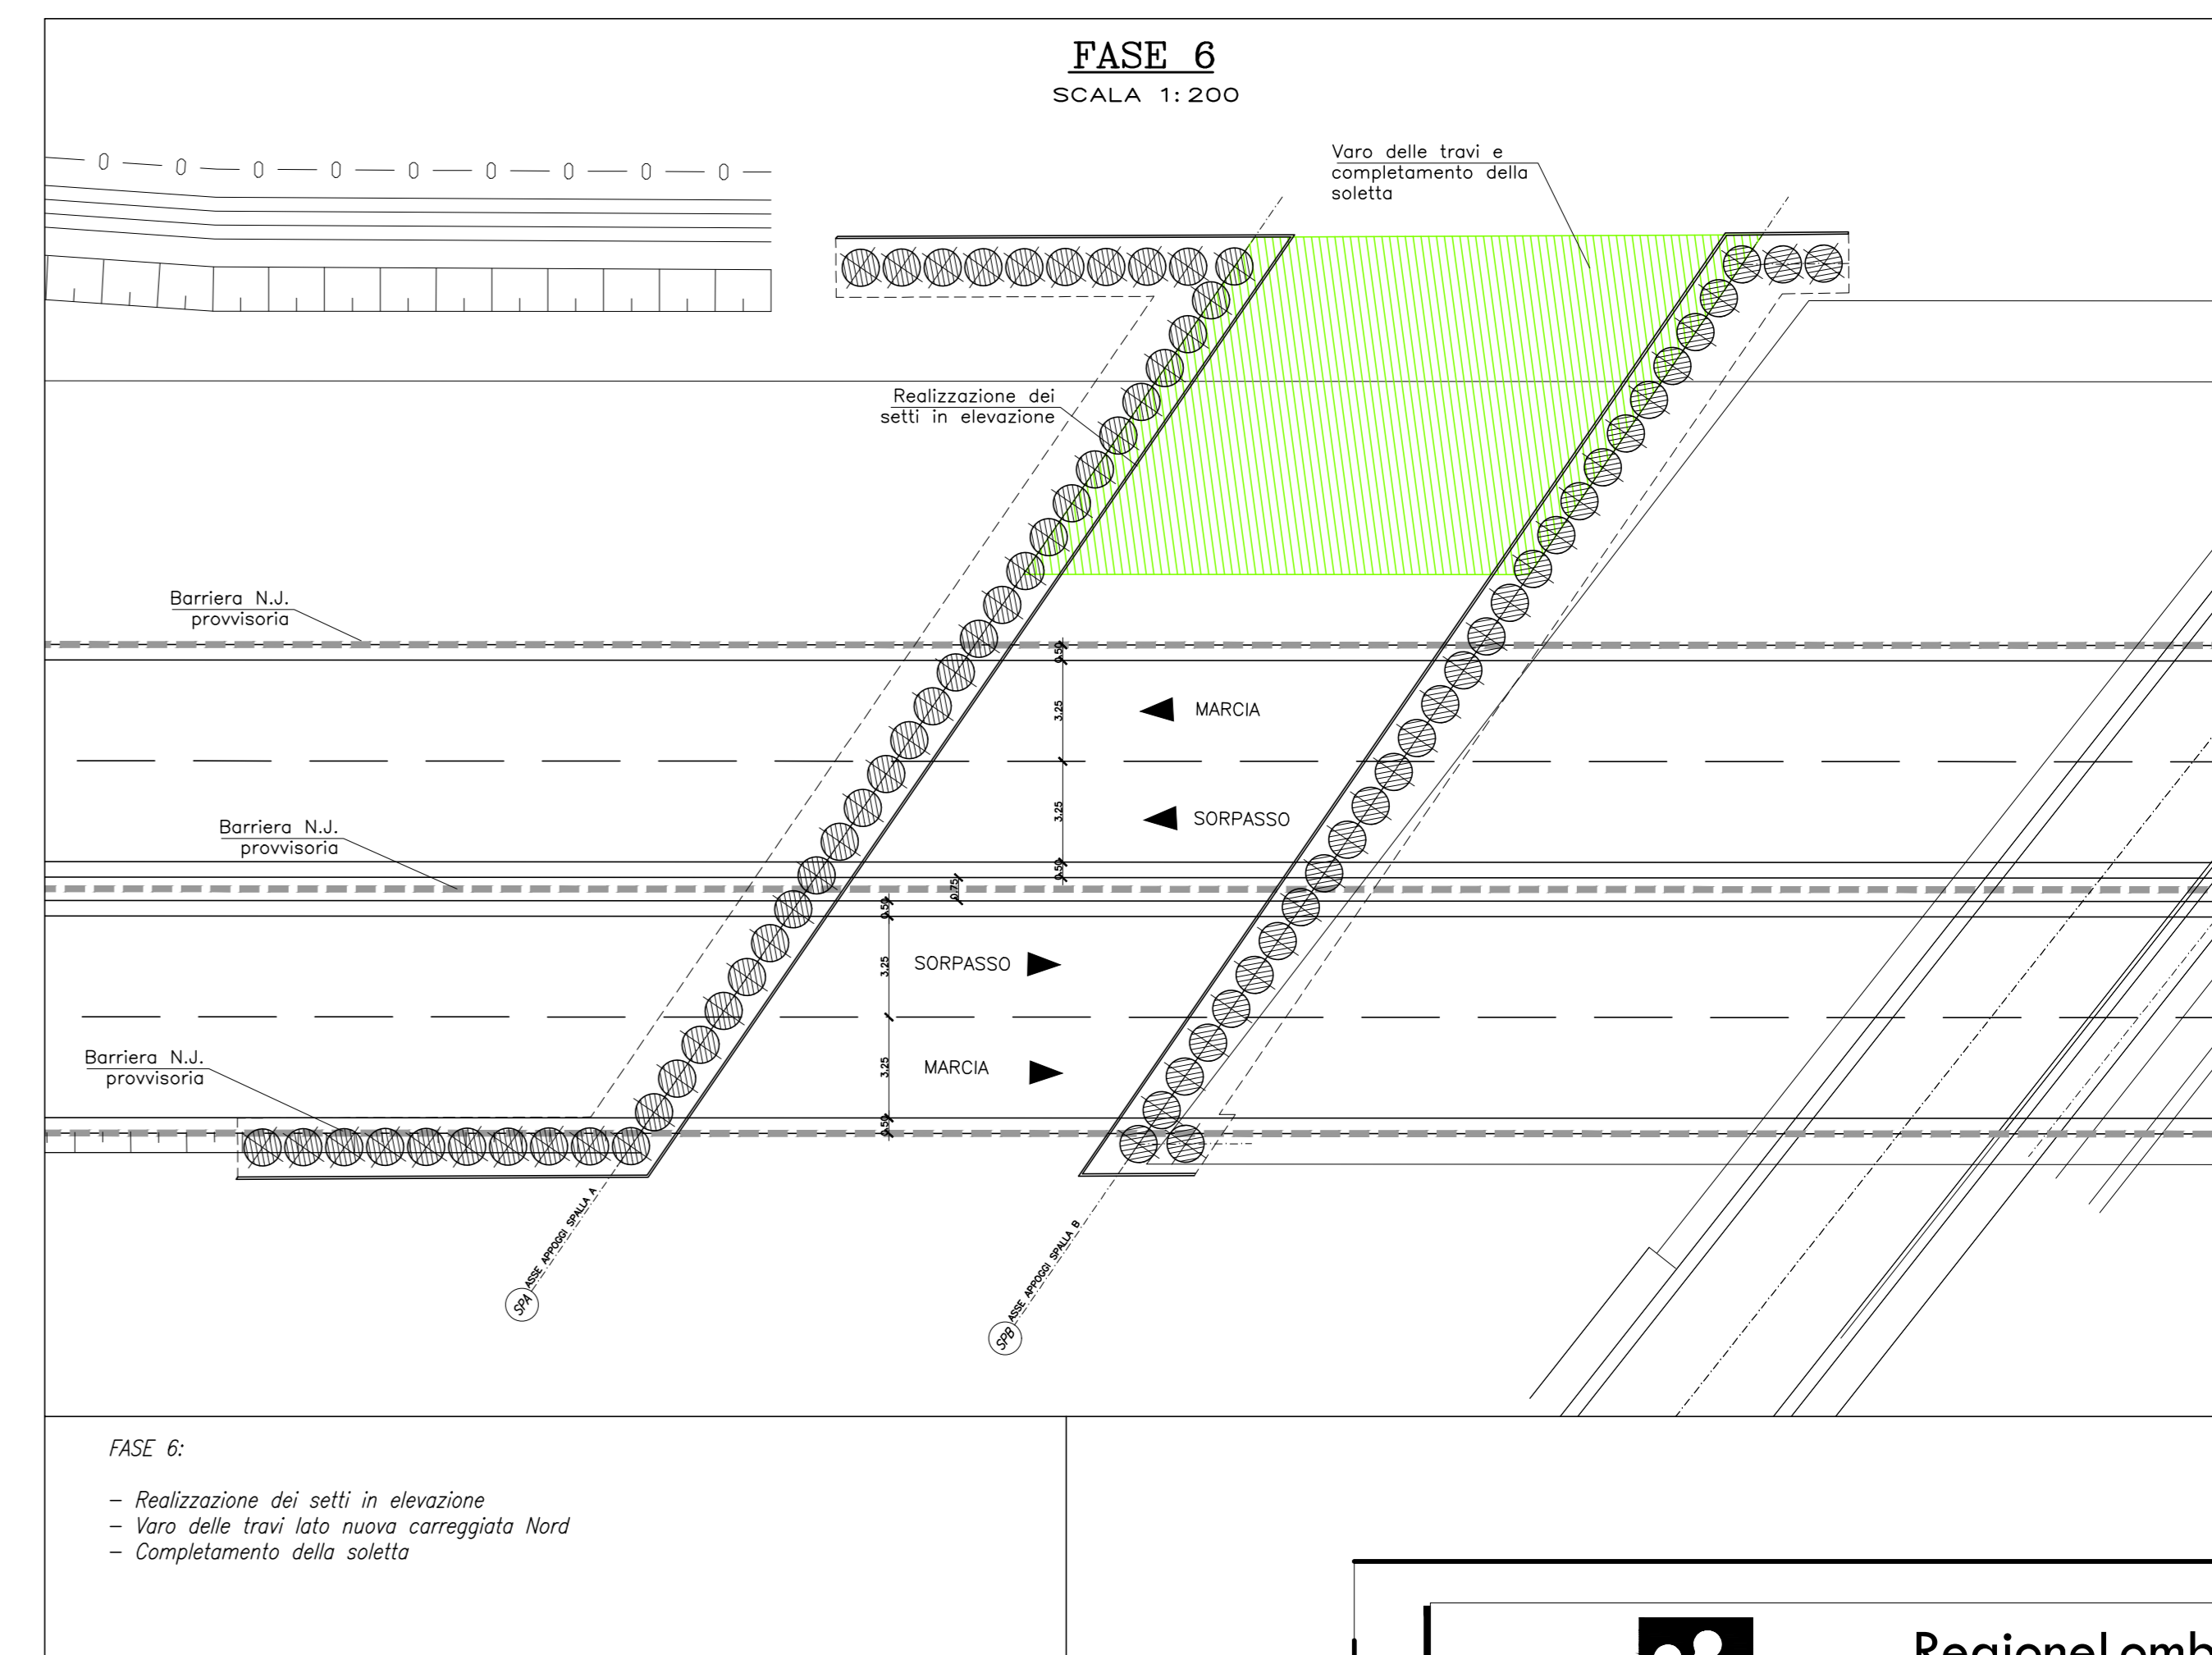 FASE 6
SCALA 1:200
Varo delle travi e
completamento della
soletta
Realizzazione dei
setti in elevazione
Barriera N.J.
provvisoria
0.50
3.25
MARCIA
3.25
SORPASSO
Barriera N.J.
provvisoria
0.50
0.75
0.50
3.25
SORPASSO
Barriera N.J.
provvisoria
3.25
MARCIA
0.50
ASSE APPOGGI SPALLA A
SPA
ASSE APPOGGI SPALLA B
SPB
FASE 6:
- Realizzazione dei setti in elevazione
- Varo delle travi lato nuova carreggiata Nord
- Completamento della soletta
RegioneLomb